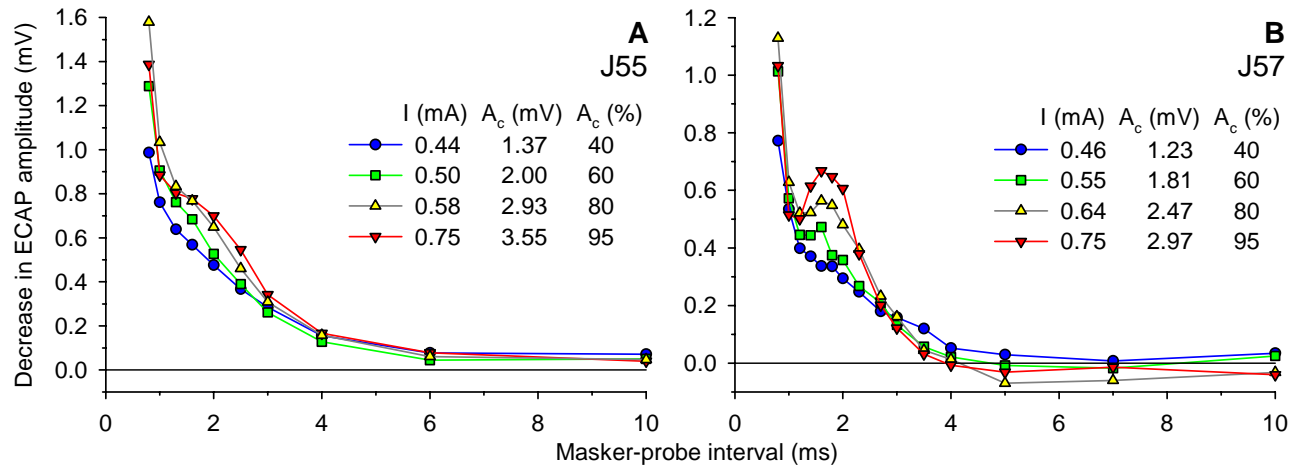 A
J55
I (mA) A_c (mV) A_c (%)
0.44 1.37 40
0.50 2.00 60
0.58 2.93 80
0.75 3.55 95
Decrease in ECAP amplitude (mV)
1.6
1.4
1.2
1.0
0.8
0.6
0.4
0.2
0.0
0 2 4 6 8 10
B
J57
I (mA) A_c (mV) A_c (%)
0.46 1.23 40
0.55 1.81 60
0.64 2.47 80
0.75 2.97 95
1.2
1.0
0.8
0.6
0.4
0.2
0.0
0 2 4 6 8 10
Masker-probe interval (ms)